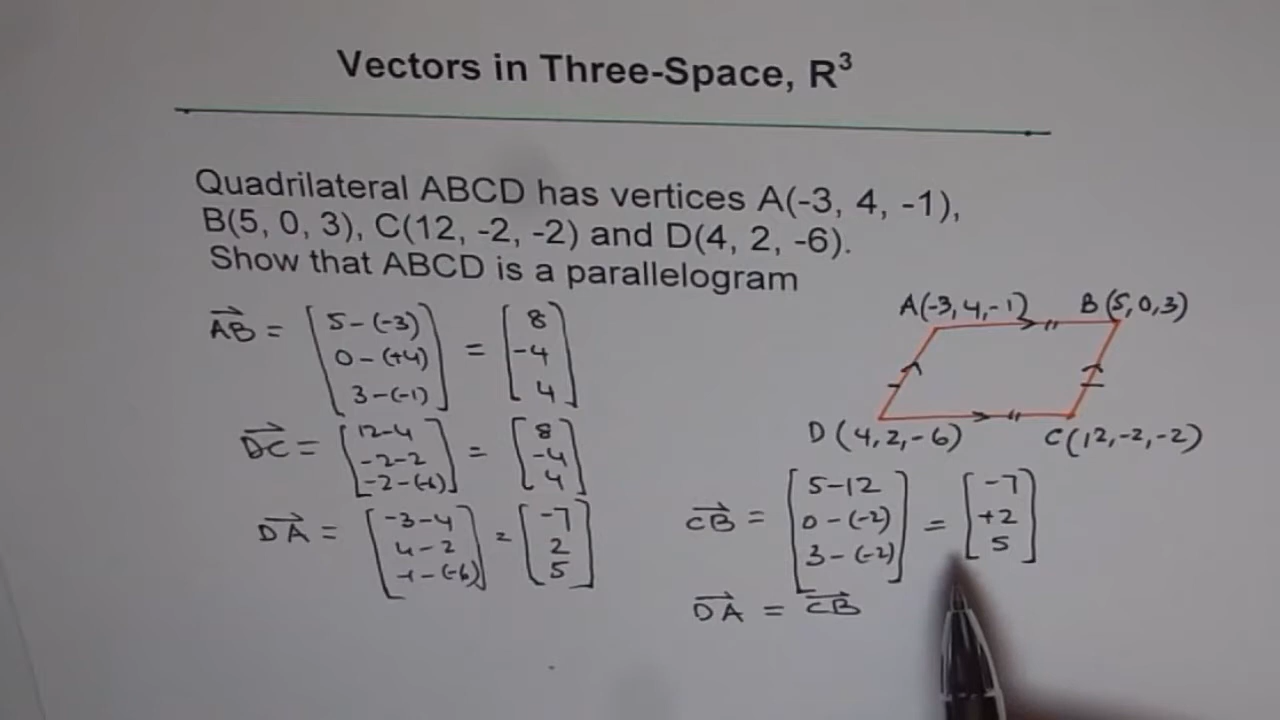 Vectors in Three-Space, R³
Quadrilateral ABCD has vertices A(-3, 4, -1),
B(5, 0, 3), C(12, -2, -2) and D(4, 2, -6).
Show that ABCD is a parallelogram
A(-3,4,-1) B(5,0,3)
D(4,2,-6) C(12,-2,-2)
AB = [5-(-3)
0-(+4)
3-(-1)] = [8
-4
4]
DC = [12-4
-2-2
-2-(-6)] = [8
-4
4]
DA = [-3-4
4-2
-1-(-6)] = [-7
2
5]
CB = [5-12
0-(-2)
3-(-2)] = [-7
+2
5]
DA = CB